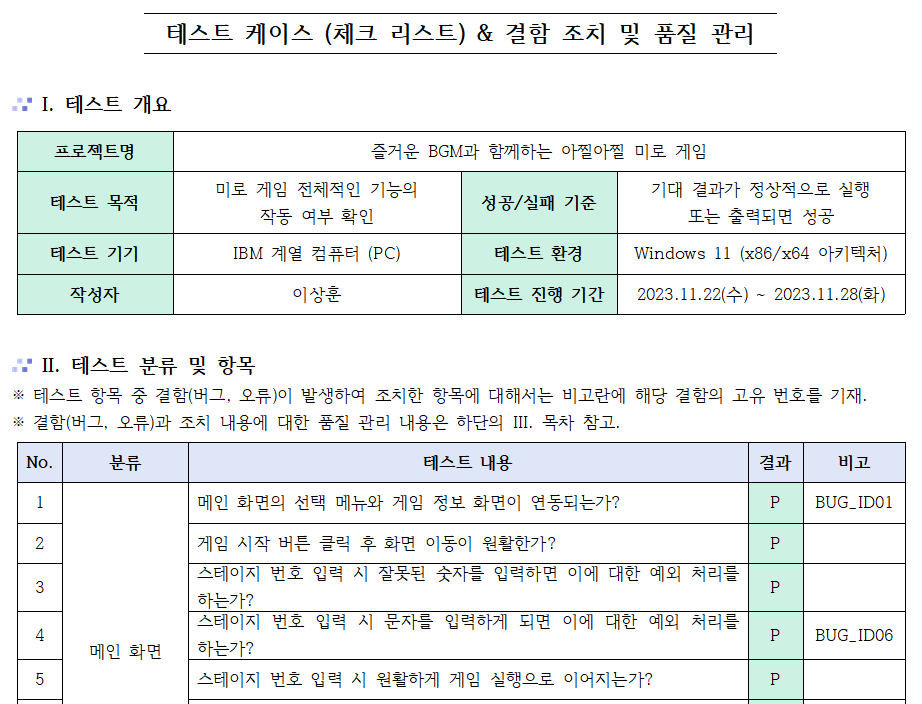 테스트 케이스 (체크 리스트) & 결함 조치 및 품질 관리
I. 테스트 개요
프로젝트명
즐거운 BGM과 함께하는 아찔아찔 미로 게임
테스트 목적
미로 게임 전체적인 기능의
작동 여부 확인
성공/실패 기준
기대 결과가 정상적으로 실행
또는 출력되면 성공
테스트 기기
IBM 계열 컴퓨터 (PC)
테스트 환경
Windows 11 (x86/x64 아키텍처)
작성자
이상훈
테스트 진행 기간
2023.11.22(수) ~ 2023.11.28(화)
II. 테스트 분류 및 항목
※ 테스트 항목 중 결함(버그, 오류)이 발생하여 조치한 항목에 대해서는 비고란에 해당 결함의 고유 번호를 기재.
※ 결함(버그, 오류)과 조치 내용에 대한 품질 관리 내용은 하단의 III. 목차 참고.
No.
분류
테스트 내용
결과
비고
1
메인 화면의 선택 메뉴와 게임 정보 화면이 연동되는가?
P
BUG_ID01
2
게임 시작 버튼 클릭 후 화면 이동이 원활한가?
P
3
스테이지 번호 입력 시 잘못된 숫자를 입력하면 이에 대한 예외 처리를
하는가?
P
4
스테이지 번호 입력 시 문자를 입력하게 되면 이에 대한 예외 처리를
하는가?
P
BUG_ID06
메인 화면
5
스테이지 번호 입력 시 원활하게 게임 실행으로 이어지는가?
P